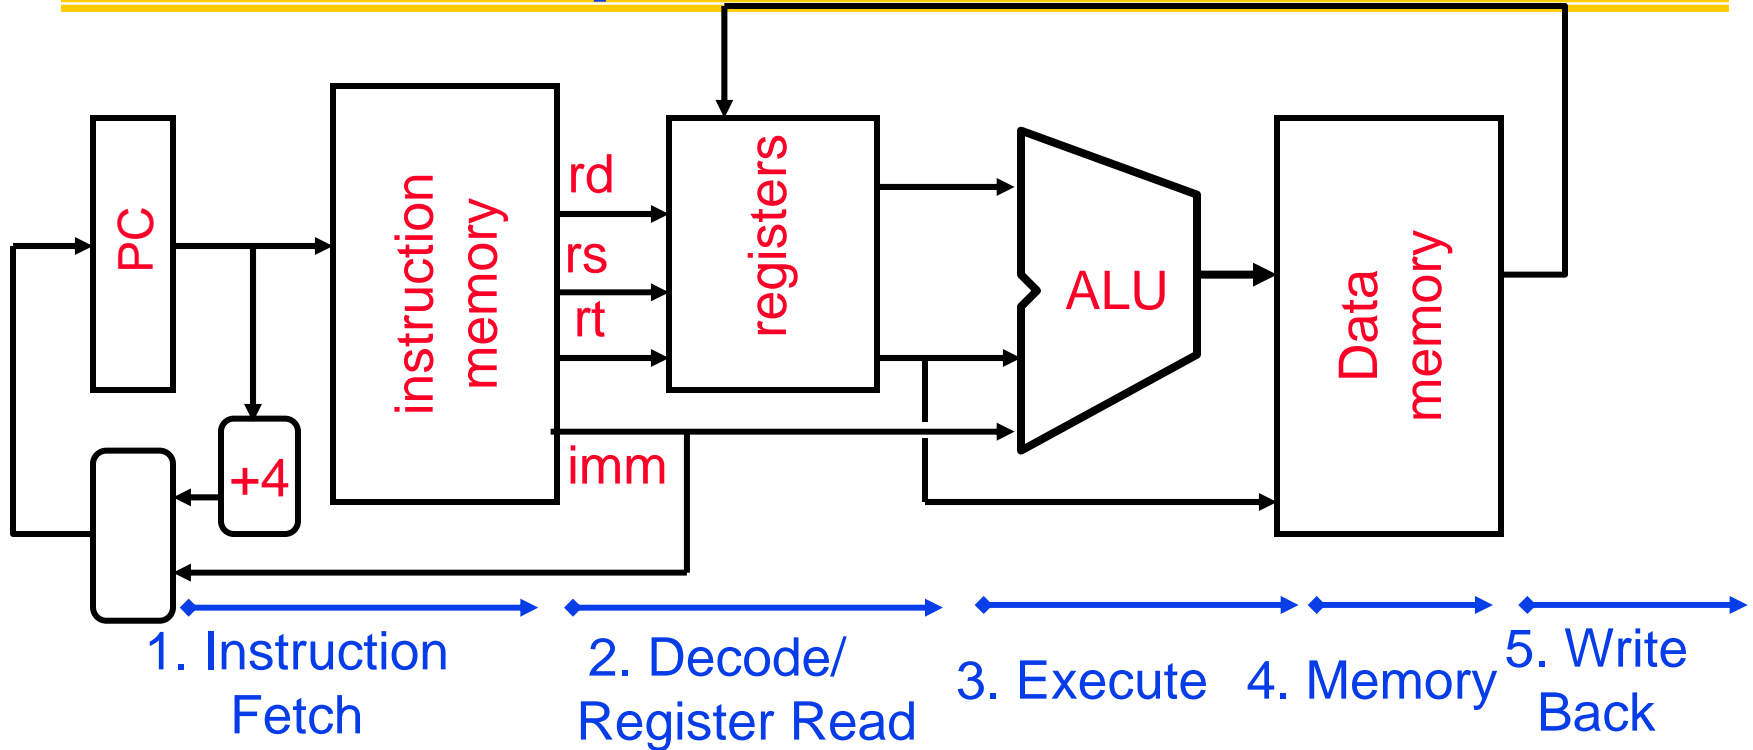 PC
+4
instruction
memory
rd
rs
rt
imm
registers
ALU
Data
memory
1. Instruction
Fetch
2. Decode/
Register Read
3. Execute
4. Memory
5. Write
Back